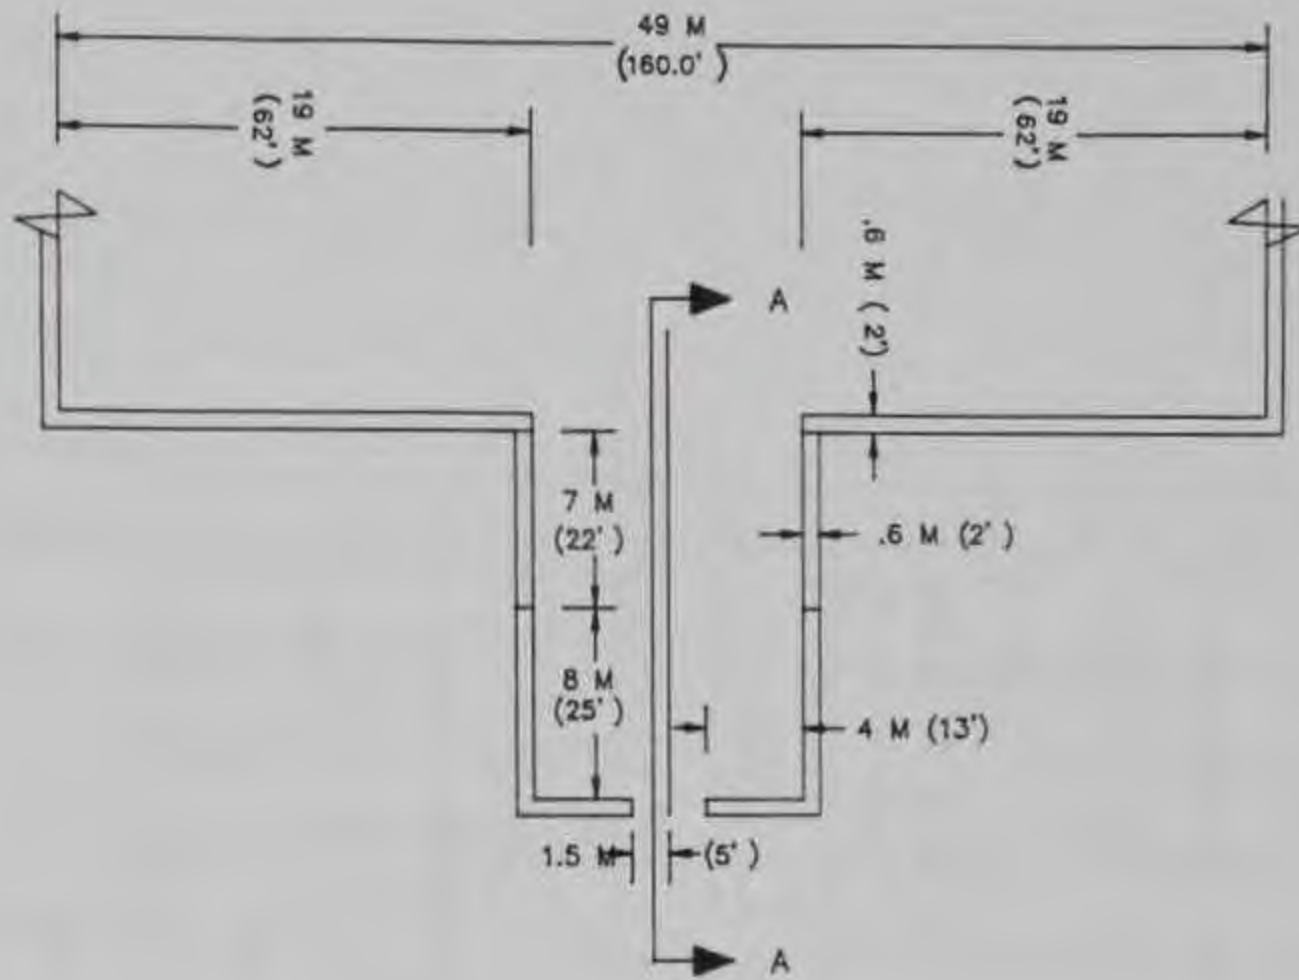 49 M
(160.0' )
19 M
(62')
19 M
(62')
.6 M ( 2')
A
7 M
(22' )
.6 M (2' )
8 M
(25' )
4 M (13')
1.5 M
(5' )
A